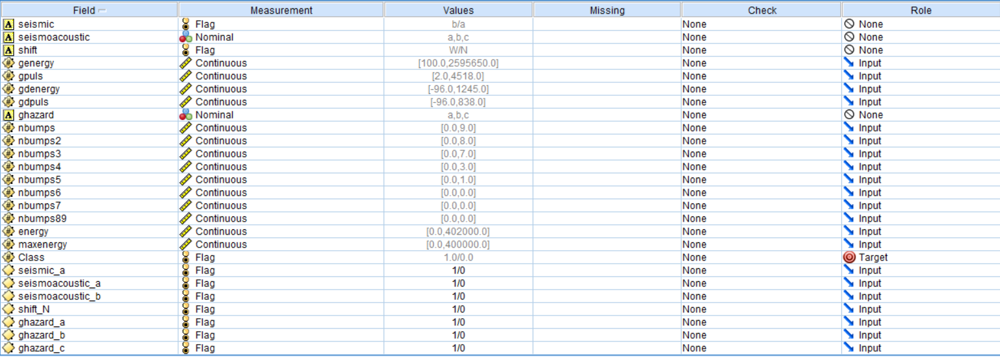 Field Measurement Values Missing Check Role
A seismic Flag b/a None None
A seismoacoustic Nominal a,b,c None None
A shift Flag W/N None None
# genergy Continuous [100.0,2595650.0] None Input
# gpuls Continuous [2.0,4518.0] None Input
# gdenergy Continuous [-96.0,1245.0] None Input
# gdpuls Continuous [-96.0,838.0] None Input
A ghazard Nominal a,b,c None None
# nbumps Continuous [0.0,9.0] None Input
# nbumps2 Continuous [0.0,8.0] None Input
# nbumps3 Continuous [0.0,7.0] None Input
# nbumps4 Continuous [0.0,3.0] None Input
# nbumps5 Continuous [0.0,1.0] None Input
# nbumps6 Continuous [0.0,0.0] None Input
# nbumps7 Continuous [0.0,0.0] None Input
# nbumps89 Continuous [0.0,0.0] None Input
# energy Continuous [0.0,402000.0] None Input
# maxenergy Continuous [0.0,400000.0] None Input
# Class Flag 1.0/0.0 None Target
seismic_a Flag 1/0 None Input
seismoacoustic_a Flag 1/0 None Input
seismoacoustic_b Flag 1/0 None Input
shift_N Flag 1/0 None Input
ghazard_a Flag 1/0 None Input
ghazard_b Flag 1/0 None Input
ghazard_c Flag 1/0 None Input